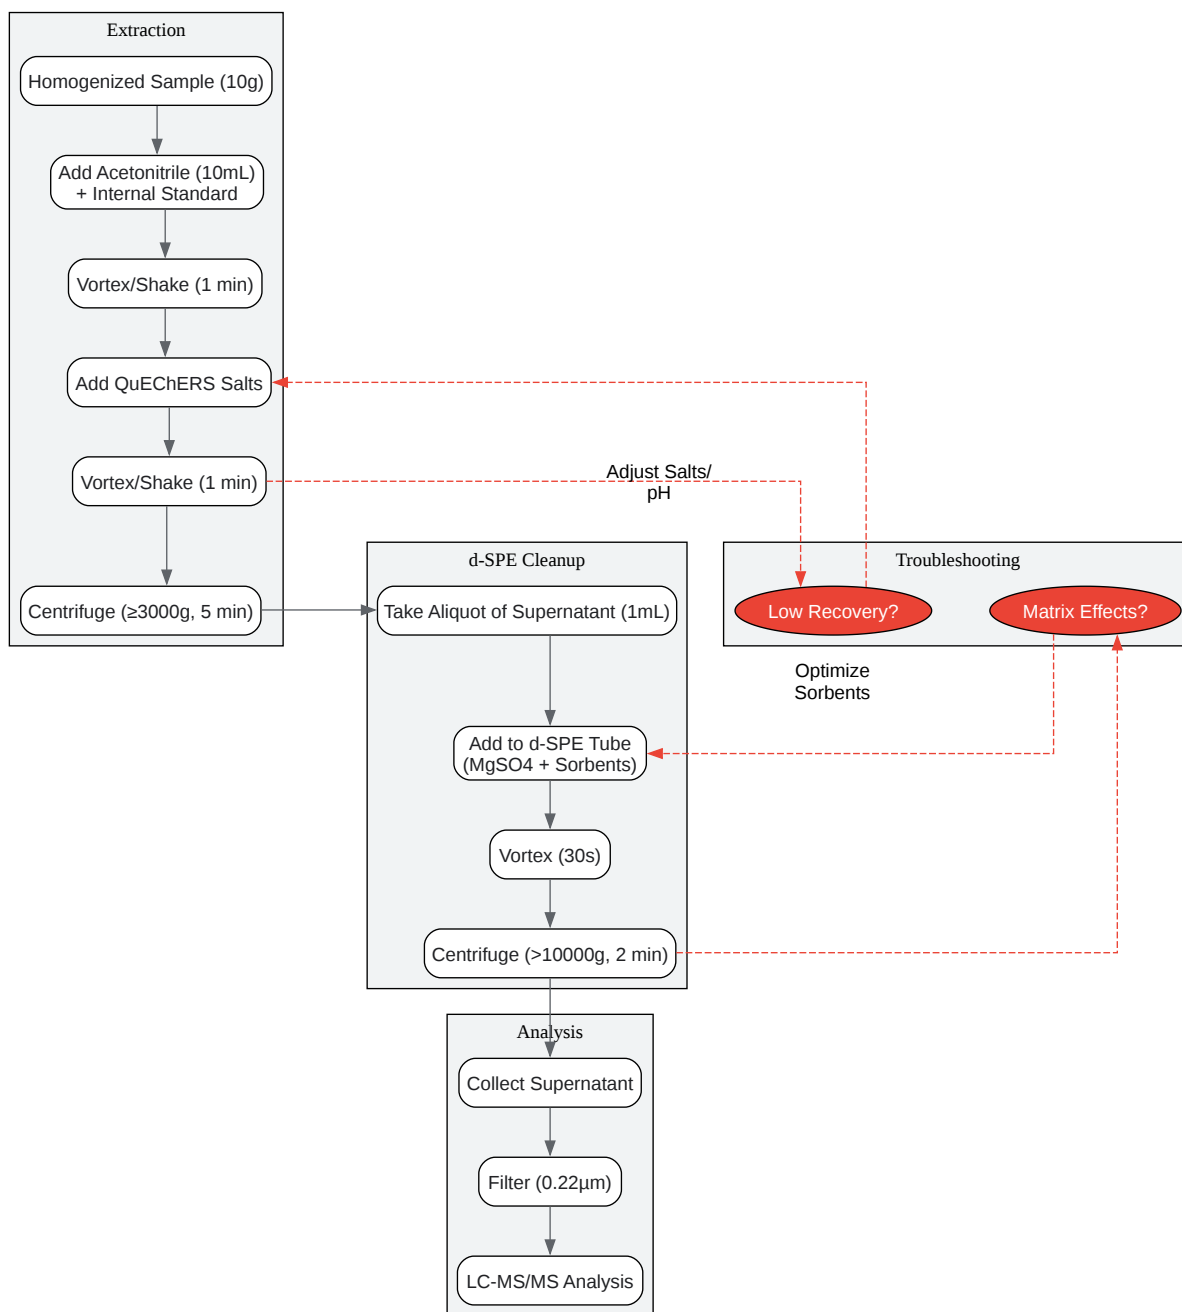 Extraction
Homogenized Sample (10g)
Add Acetonitrile (10mL)
+ Internal Standard
Vortex/Shake (1 min)
Add QuEChERS Salts
Vortex/Shake (1 min)
Adjust Salts/
pH
Centrifuge (≥3000g, 5 min)
d-SPE Cleanup
Take Aliquot of Supernatant (1mL)
Troubleshooting
Low Recovery?
Matrix Effects?
Optimize
Sorbents
Add to d-SPE Tube
(MgSO4 + Sorbents)
Vortex (30s)
Centrifuge (>10000g, 2 min)
Analysis
Collect Supernatant
Filter (0.22µm)
LC-MS/MS Analysis